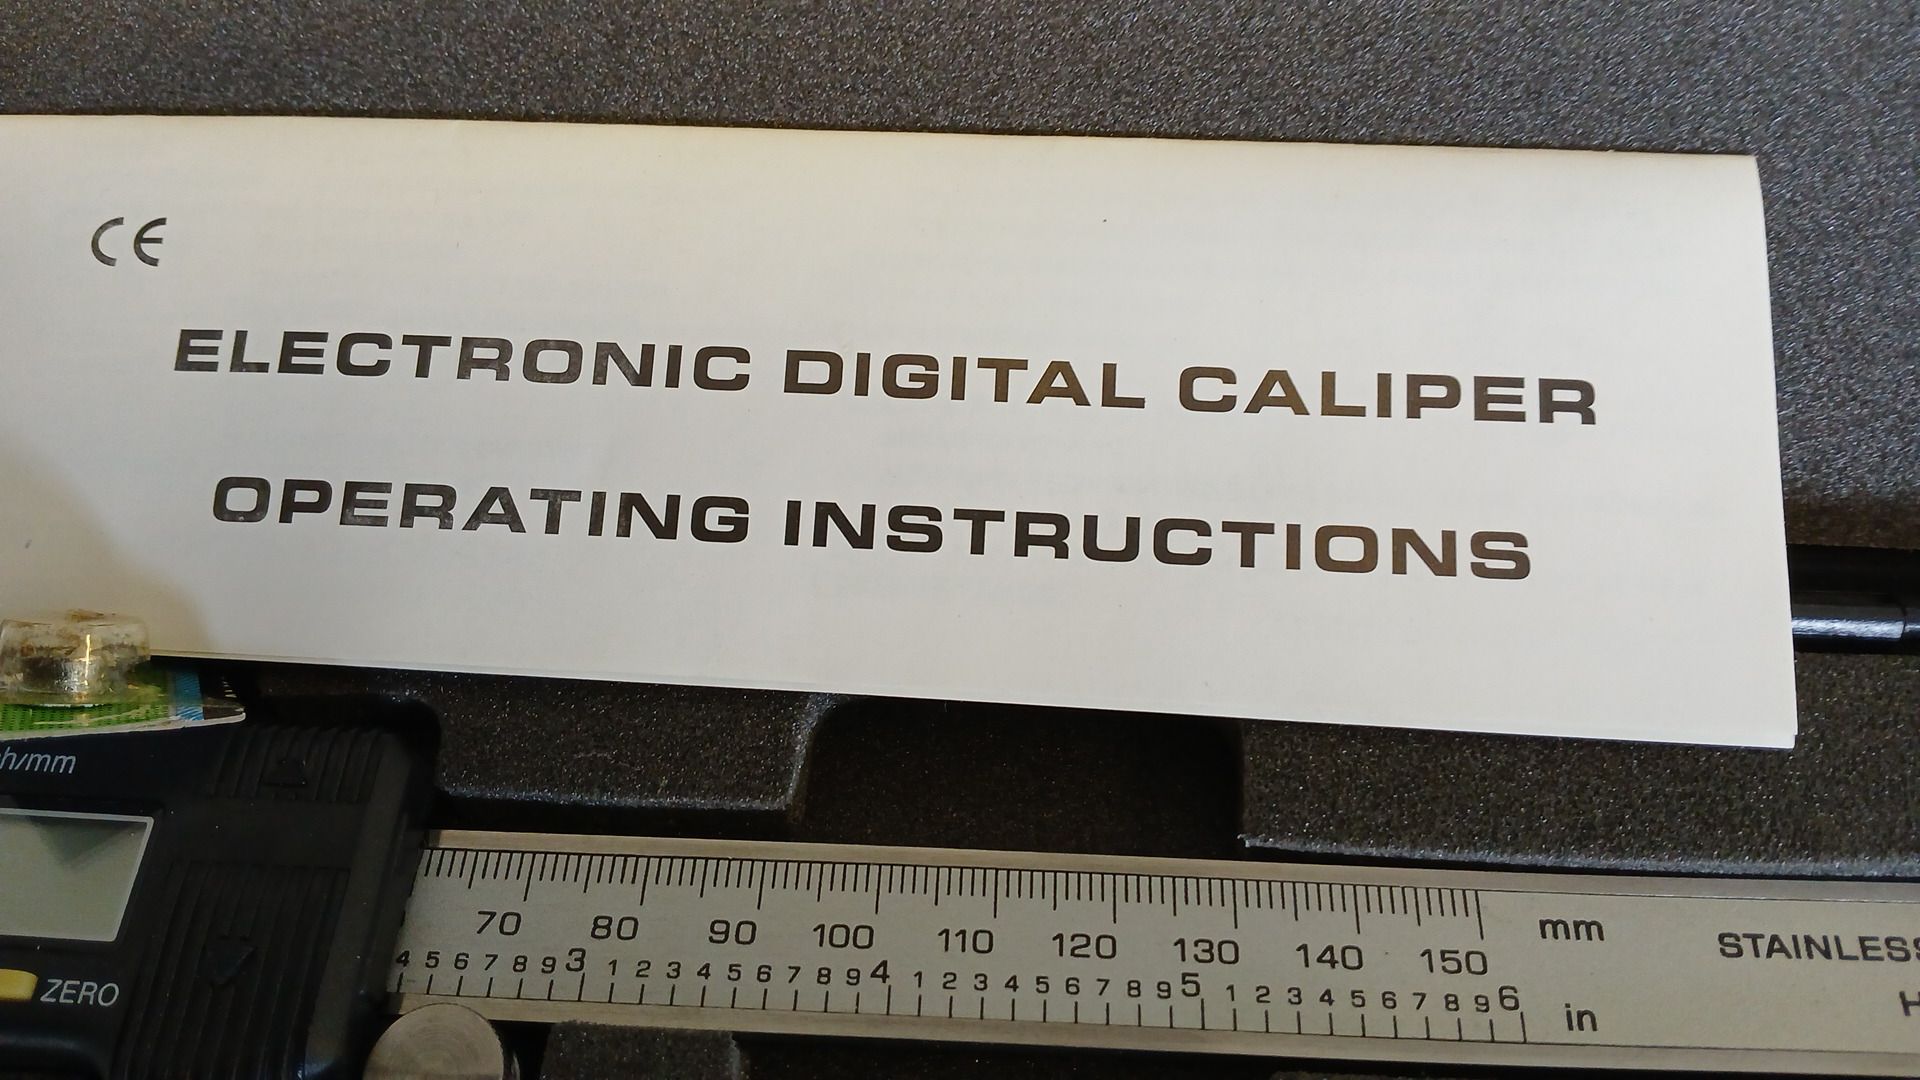 CE
ELECTRONIC DIGITAL CALIPER
OPERATING INSTRUCTIONS
h/mm
ZERO
70 80 90 100 110 120 130 140 150 mm
4 5 6 7 8 9 3 1 2 3 4 5 6 7 8 9 4 1 2 3 4 5 6 7 8 9 5 1 2 3 4 5 6 7 8 9 6 in
STAINLESS
H